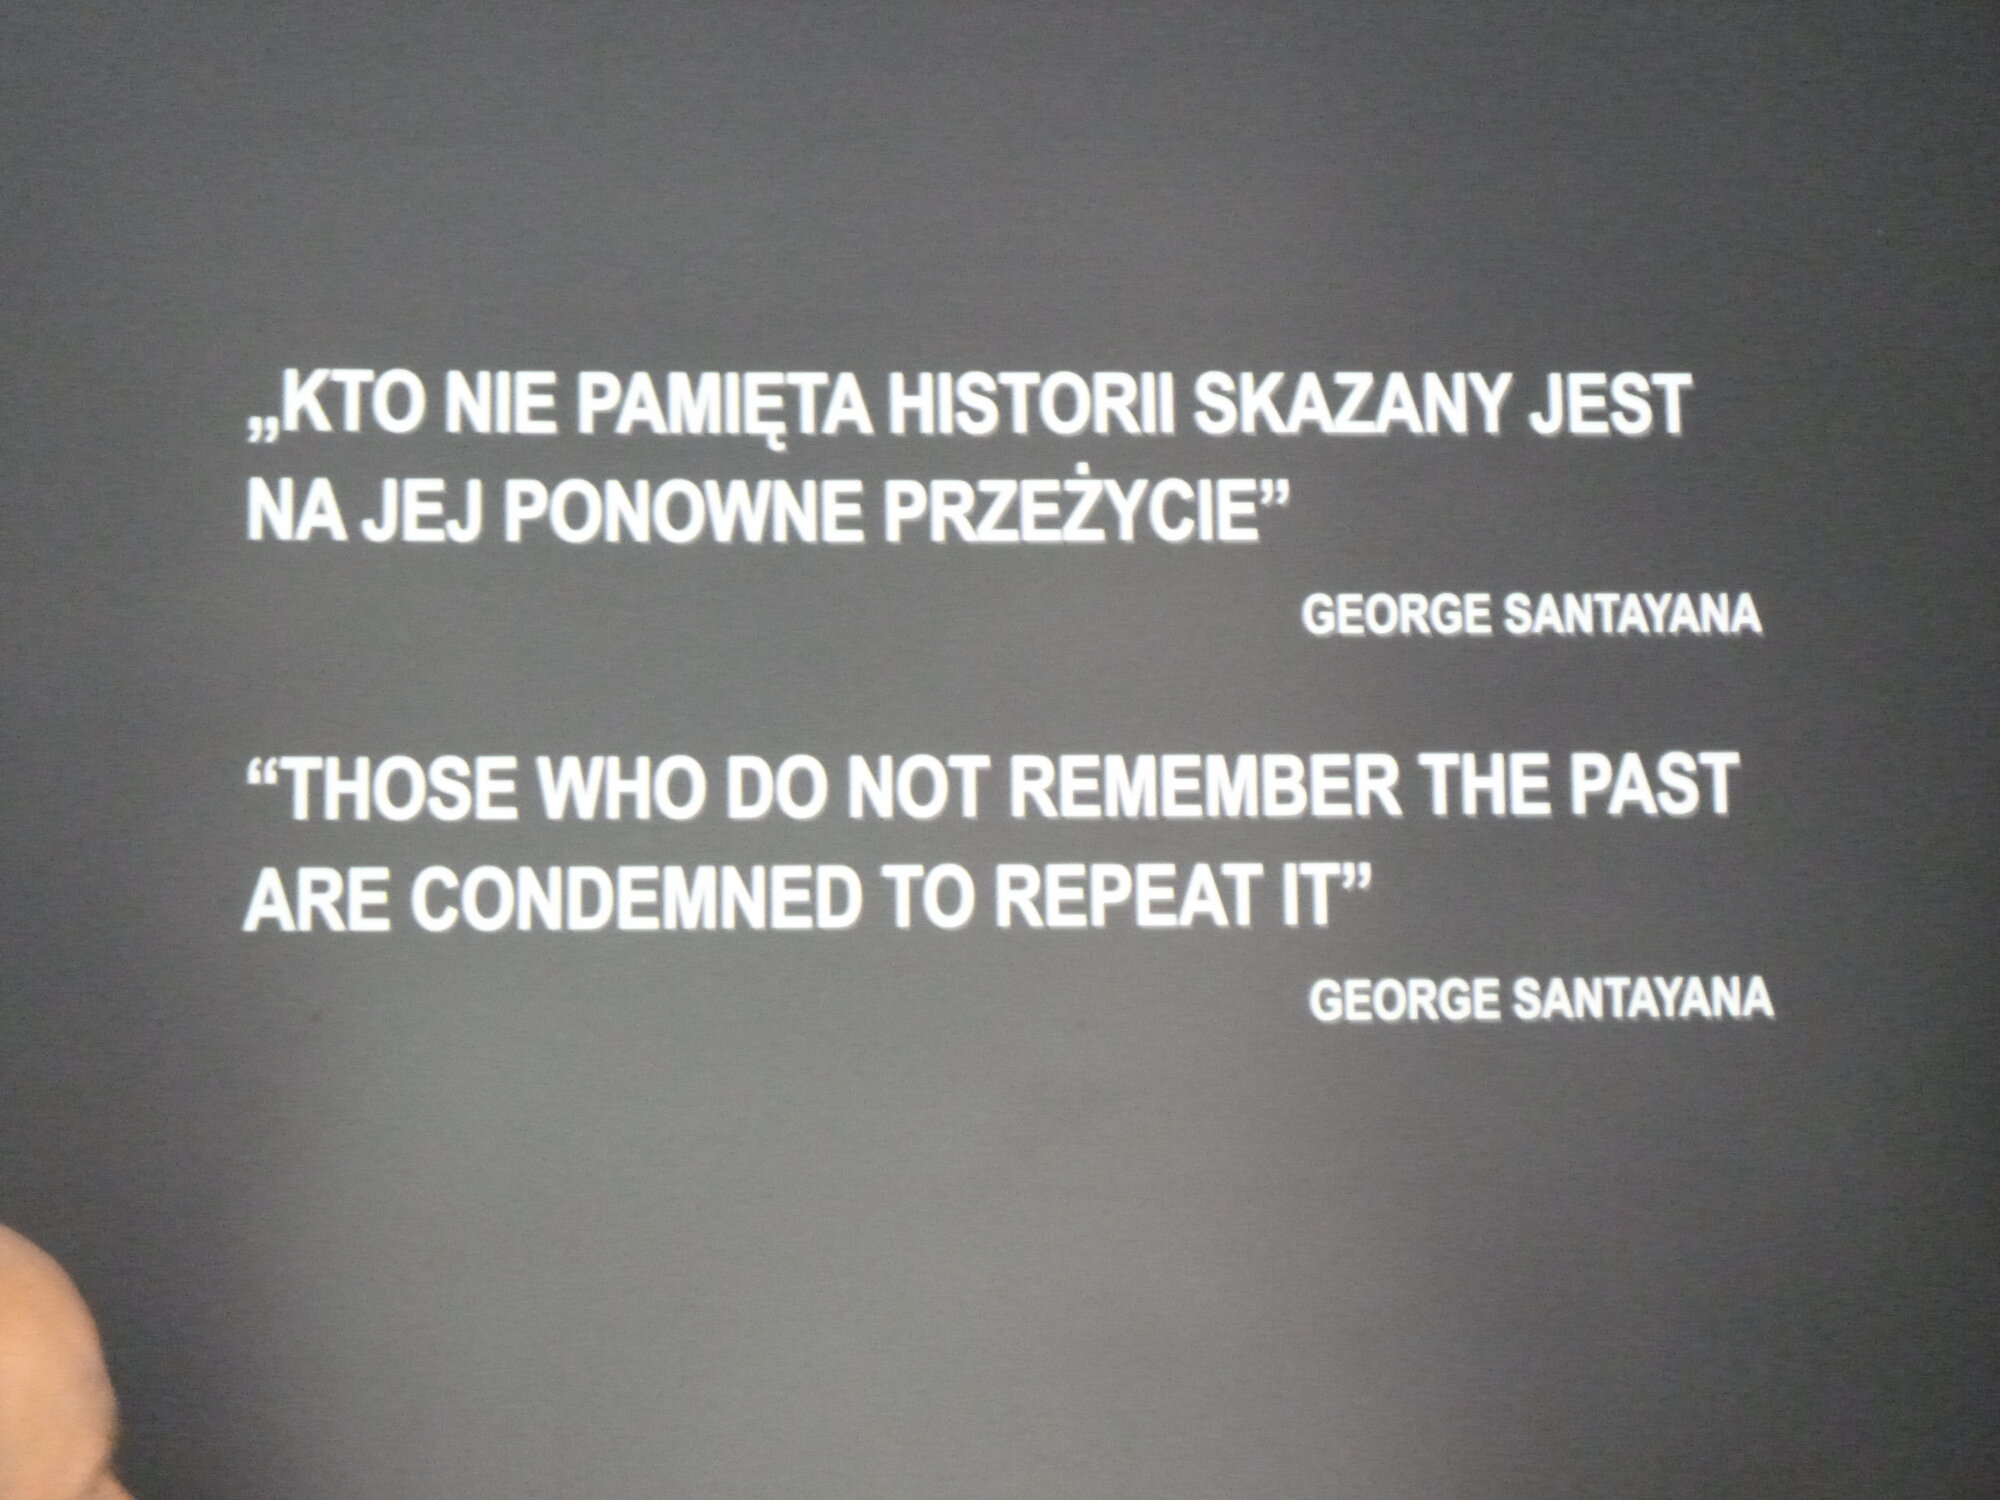 „KTO NIE PAMIĘTA HISTORII SKAZANY JEST
NA JEJ PONOWNE PRZEŻYCIE”
GEORGE SANTAYANA
“THOSE WHO DO NOT REMEMBER THE PAST
ARE CONDEMNED TO REPEAT IT”
GEORGE SANTAYANA